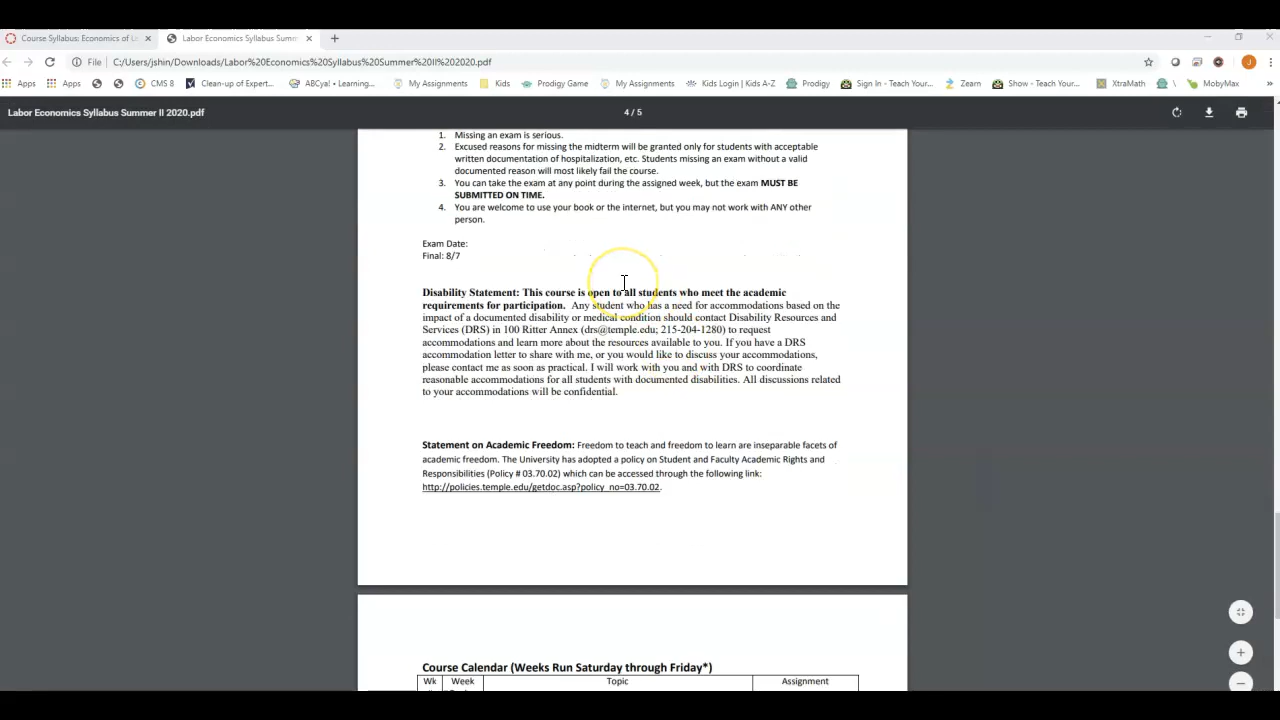 Course Syllabus: Economics of L
Labor Economics Syllabus Summ
File C:/Users/jshin/Downloads/Labor%20Economics%20Syllabus%20Summer%20II%202020.pdf
Apps Apps CMS 8 Clean-up of Expert... ABCya! • Learning... My Assignments Kids Prodigy Game My Assignments Kids Login | Kids A-Z Prodigy Sign In - Teach Your... Zearn Show - Teach Your... XtraMath \ MobyMax »
Labor Economics Syllabus Summer II 2020.pdf 4 / 5
1. Missing an exam is serious.
2. Excused reasons for missing the midterm will be granted only for students with acceptable
written documentation of hospitalization, etc. Students missing an exam without a valid
documented reason will most likely fail the course.
3. You can take the exam at any point during the assigned week, but the exam MUST BE
SUBMITTED ON TIME.
4. You are welcome to use your book or the internet, but you may not work with ANY other
person.
Exam Date:
Final: 8/7
Disability Statement: This course is open to all students who meet the academic
requirements for participation. Any student who has a need for accommodations based on the
impact of a documented disability or medical condition should contact Disability Resources and
Services (DRS) in 100 Ritter Annex (drs@temple.edu; 215-204-1280) to request
accommodations and learn more about the resources available to you. If you have a DRS
accommodation letter to share with me, or you would like to discuss your accommodations,
please contact me as soon as practical. I will work with you and with DRS to coordinate
reasonable accommodations for all students with documented disabilities. All discussions related
to your accommodations will be confidential.
Statement on Academic Freedom: Freedom to teach and freedom to learn are inseparable facets of
academic freedom. The University has adopted a policy on Student and Faculty Academic Rights and
Responsibilities (Policy # 03.70.02) which can be accessed through the following link:
http://policies.temple.edu/getdoc.asp?policy_no=03.70.02.
Course Calendar (Weeks Run Saturday through Friday*)
Wk Week Topic Assignment